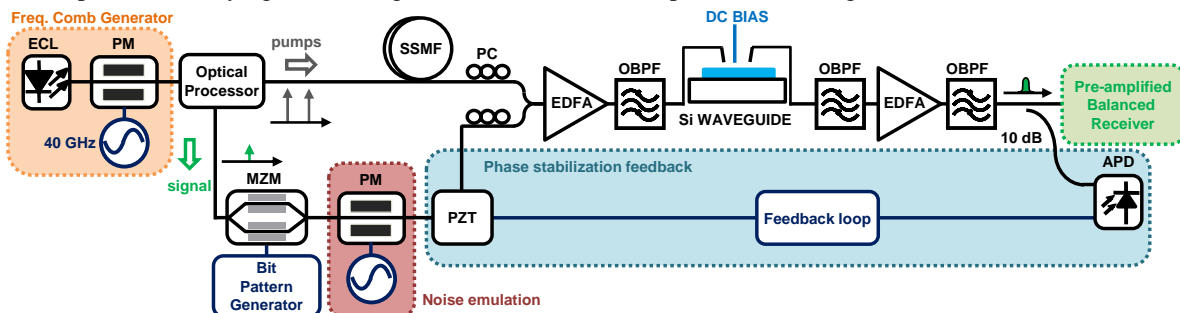 Freq. Comb Generator
ECL
PM
Optical
Processor
40 GHz
pumps
SSMF
PC
EDFA
OBPF
DC BIAS
Si WAVEGUIDE
OBPF
EDFA
OBPF
10 dB
Pre-amplified
Balanced
Receiver
signal
MZM
Bit
Pattern
Generator
PM
Noise emulation
Phase stabilization feedback
PZT
Feedback loop
APD